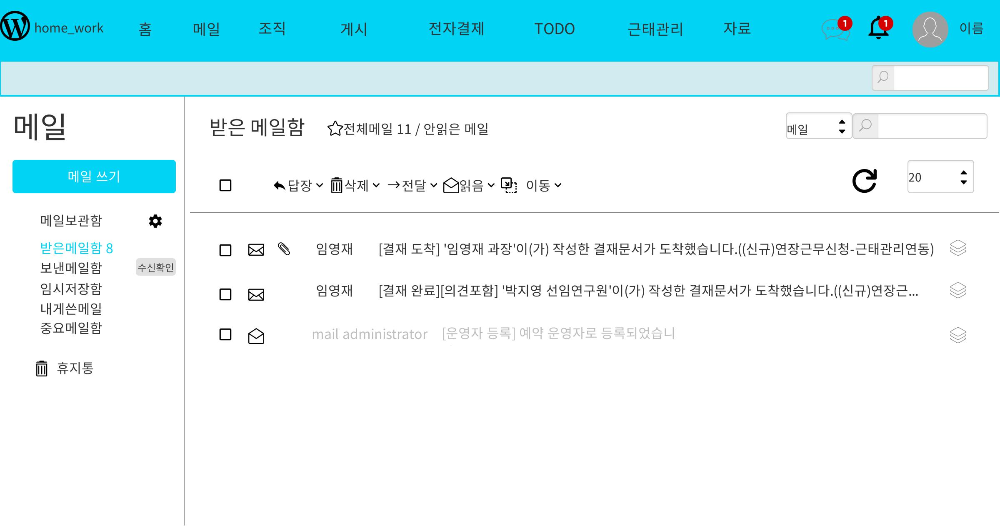 home_work 홈 메일 조직 게시 전자결제 TODO 근태관리 자료 1 1 이름
메일
받은 메일함 전체메일 11 / 안읽은 메일 메일
메일 쓰기
답장 삭제 전달 읽음 이동 20
메일보관함
받은메일함 8
보낸메일함 수신확인
임시저장함
내게쓴메일
중요메일함
휴지통
임영재 [결재 도착] '임영재 과장'이(가) 작성한 결재문서가 도착했습니다.((신규)연장근무신청-근태관리연동)
임영재 [결재 완료][의견포함] '박지영 선임연구원'이(가) 작성한 결재문서가 도착했습니다.((신규)연장근...
mail administrator [운영자 등록] 예약 운영자로 등록되었습니